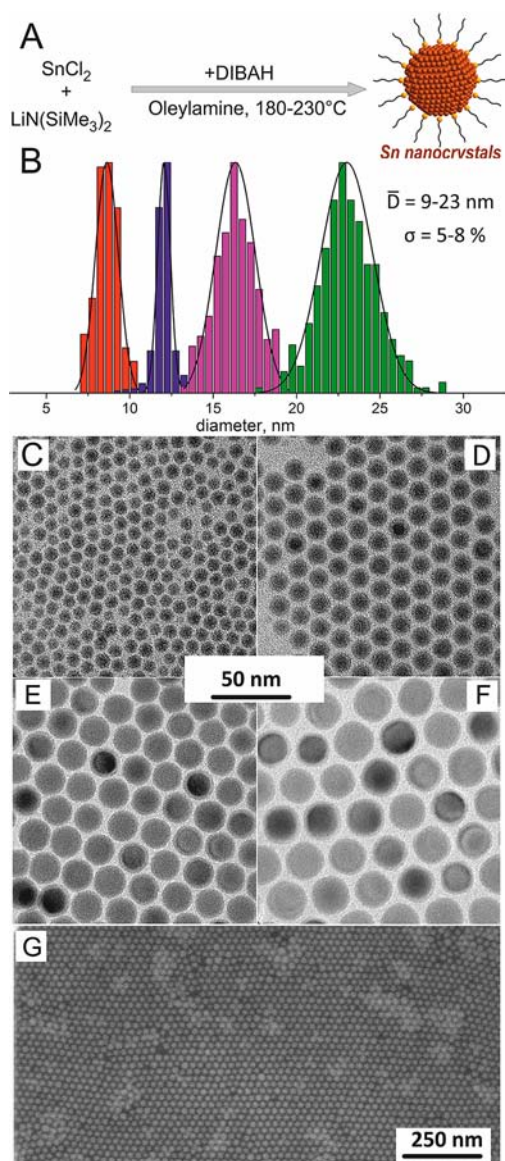 A
SnCl2
+
LiN(SiMe3)2
+DIBAH
Oleylamine, 180-230°C
Sn nanocrystals
B
D̅ = 9-23 nm
σ = 5-8 %
5 10 15 20 25 30
diameter, nm
C
D
50 nm
E
F
G
250 nm